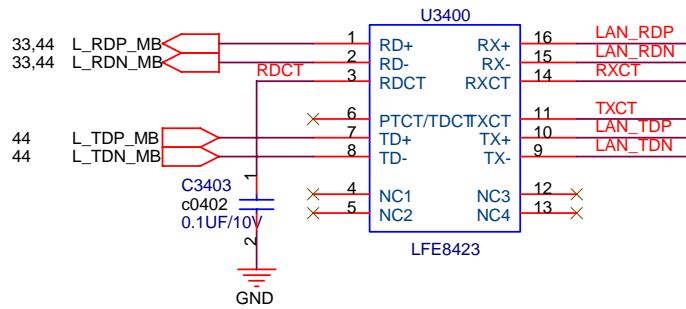 U3400
33,44 L_RDP_MB 1 RD+ RX+ 16 LAN_RDP
33,44 L_RDN_MB 2 RD- RX- 15 LAN_RDN
RDCT 3 RDCT RXCT 14 RXCT
6 PTCT/TDCT TXCT 11 TXCT
44 L_TDP_MB 7 TD+ TX+ 10 LAN_TDP
44 L_TDN_MB 8 TD- TX- 9 LAN_TDN
1
C3403 4 NC1 NC3 12
c0402 5 NC2 NC4 13
0.1UF/10V
2
LFE8423
GND